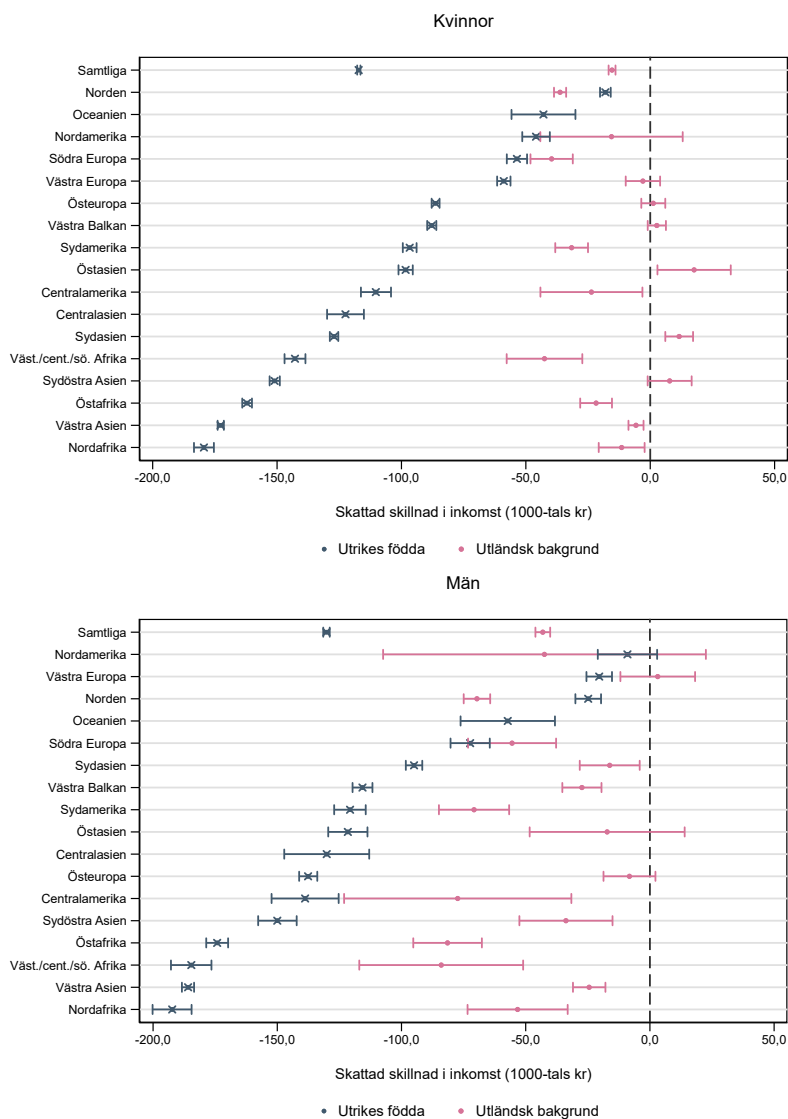 Kvinnor
Samtliga
Norden
Oceanien
Nordamerika
Södra Europa
Västra Europa
Östeuropa
Västra Balkan
Sydamerika
Östasien
Centralamerika
Centralasien
Sydasien
Väst./cent./sö. Afrika
Sydöstra Asien
Östafrika
Västra Asien
Nordafrika
-200,0 -150,0 -100,0 -50,0 0,0 50,0
Skattad skillnad i inkomst (1000-tals kr)
Utrikes födda Utländsk bakgrund
Män
Samtliga
Nordamerika
Västra Europa
Norden
Oceanien
Södra Europa
Sydasien
Västra Balkan
Sydamerika
Östasien
Centralasien
Östeuropa
Centralamerika
Sydöstra Asien
Östafrika
Väst./cent./sö. Afrika
Västra Asien
Nordafrika
-200,0 -150,0 -100,0 -50,0 0,0 50,0
Skattad skillnad i inkomst (1000-tals kr)
Utrikes födda Utländsk bakgrund